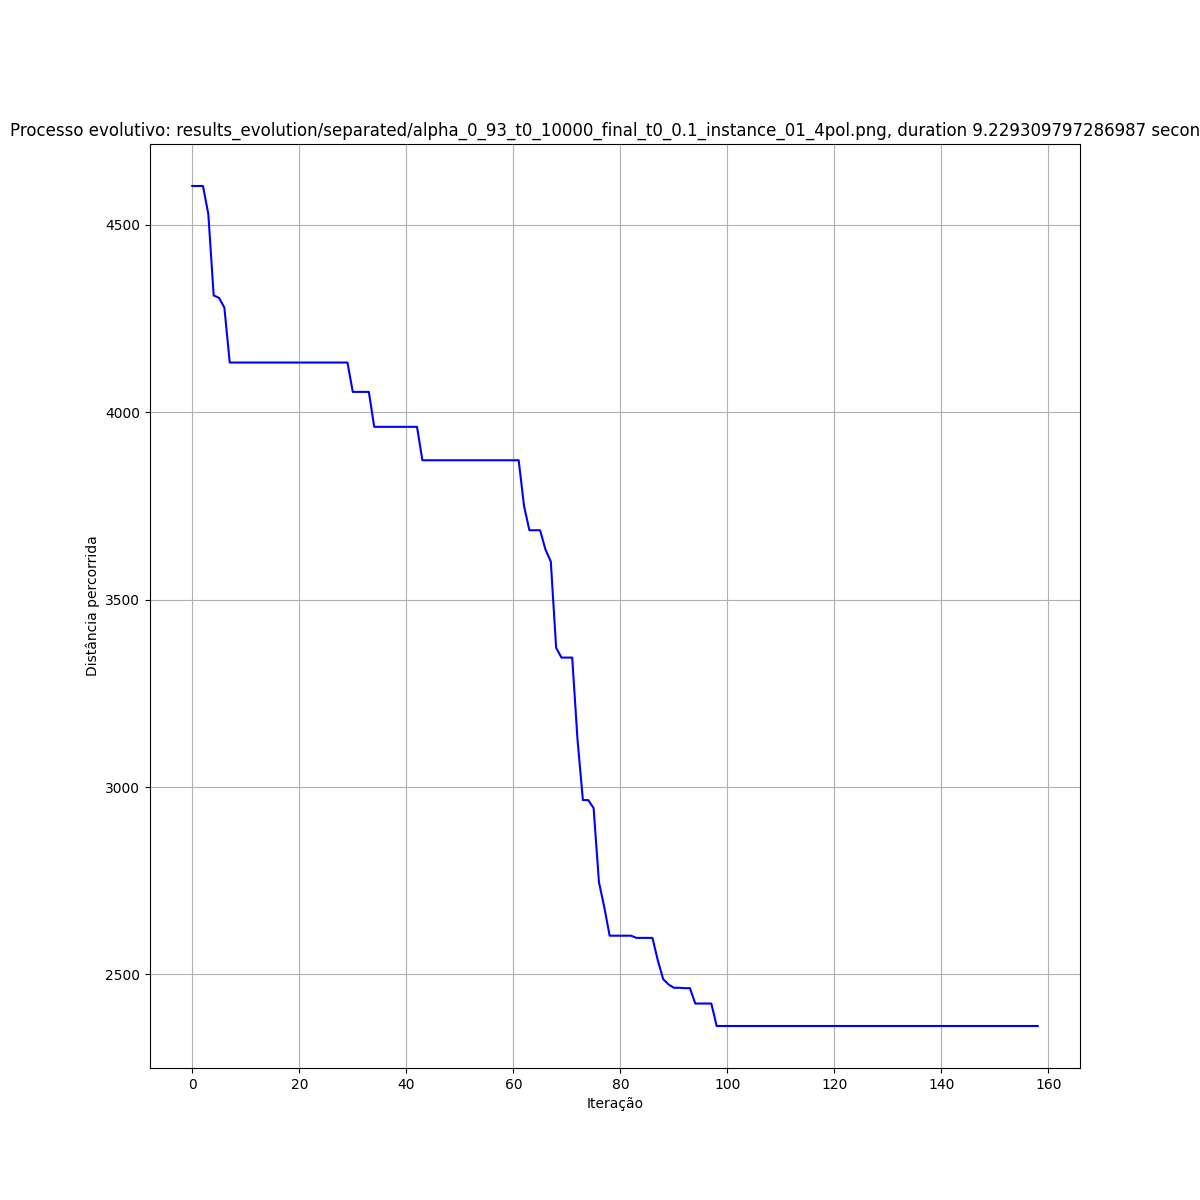 Processo evolutivo: results_evolution/separated/alpha_0_93_t0_10000_final_t0_0.1_instance_01_4pol.png, duration 9.229309797286987 secon
4500
4000
3500
3000
2500
Distância percorrida
0 20 40 60 80 100 120 140 160
Iteração